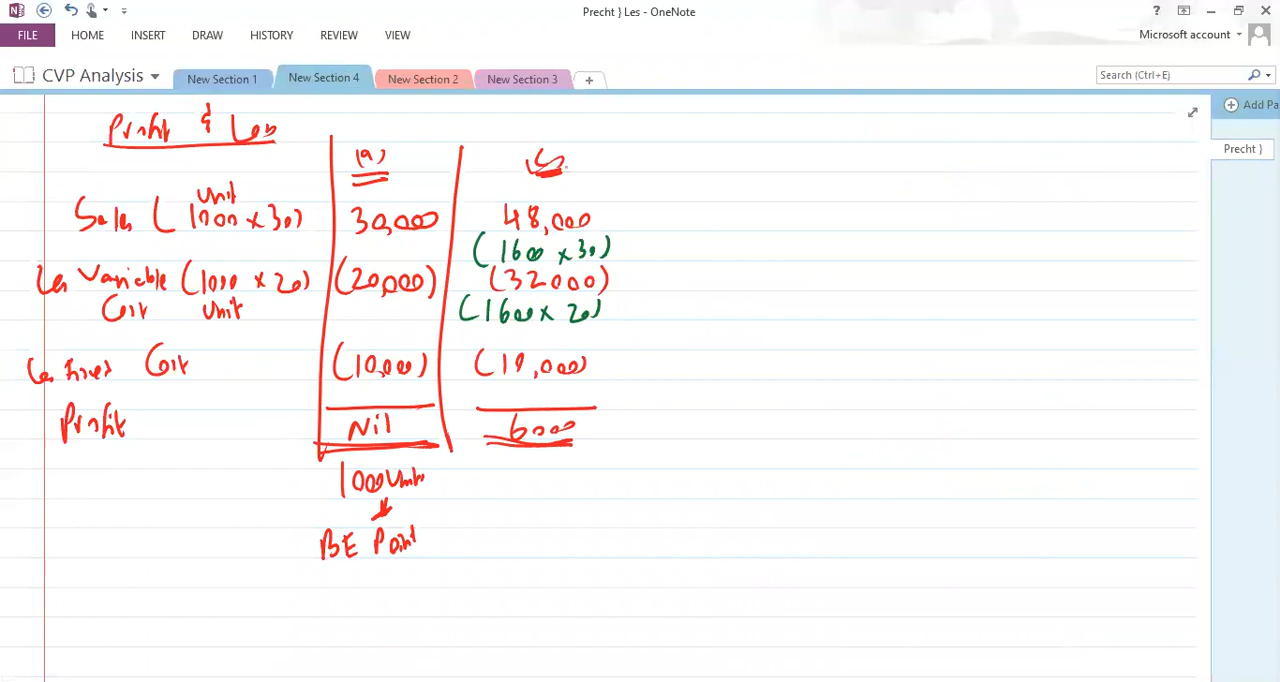 Precht } Les - OneNote
Microsoft account
FILE HOME INSERT DRAW HISTORY REVIEW VIEW
CVP Analysis New Section 1 New Section 4 New Section 2 New Section 3
Search (Ctrl+E)
Add Pa
Precht }
Profit & Loss
(a)
Unit
Sales ( 1000 x 30) 30,000 48,000
(1600 x 30)
Less Variable (1000 x 20) (20,000) (32000)
Cost Unit (1600 x 20)
Less Fixed Cost (10,000) (10,000)
Profit Nil 6000
1000 Units
BE Point